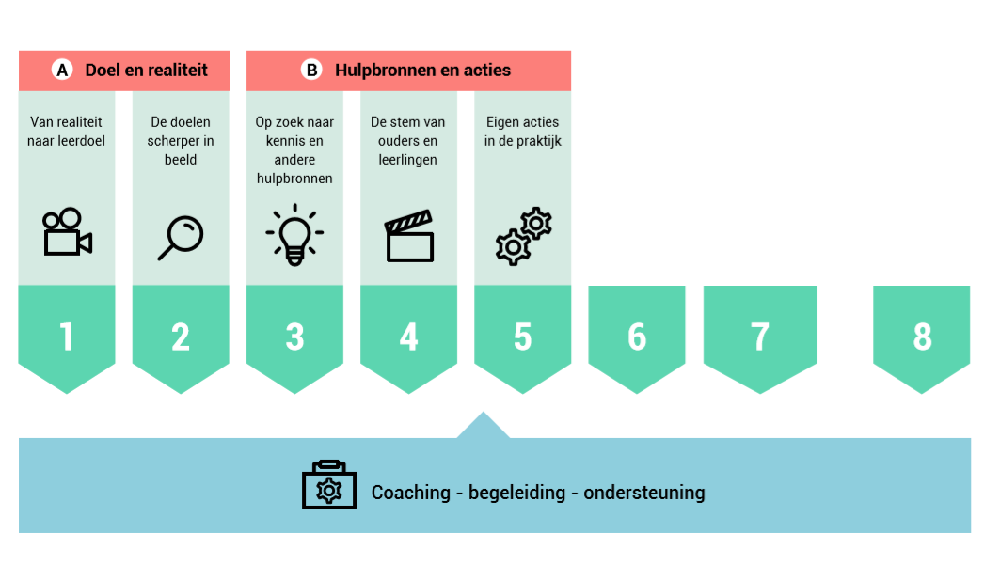 A Doel en realiteit
B Hulpbronnen en acties
Van realiteit
naar leerdoel
De doelen
scherper in
beeld
Op zoek naar
kennis en
andere
hulpbronnen
De stem van
ouders en
leerlingen
Eigen acties
in de praktijk
1
2
3
4
5
6
7
8
Coaching - begeleiding - ondersteuning